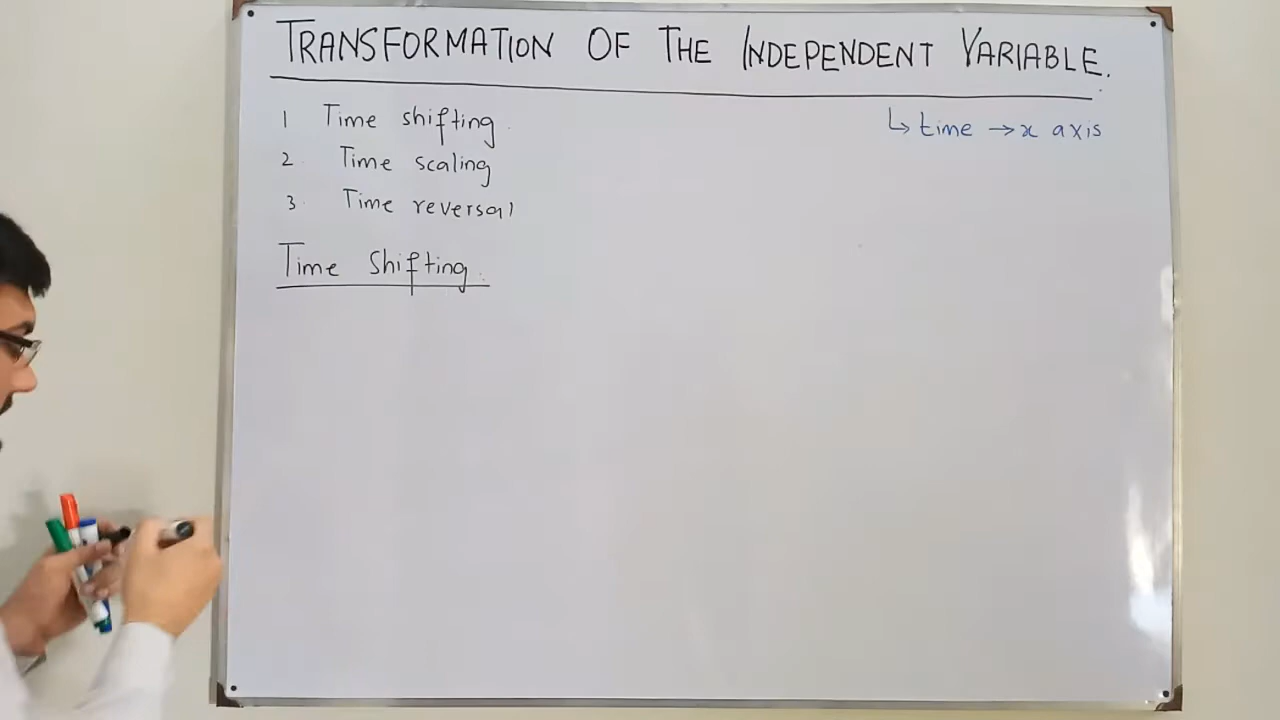 TRANSFORMATION OF THE INDEPENDENT VARIABLE.
↳ time → x axis
1 Time shifting
2 Time scaling
3 Time reversal
Time Shifting